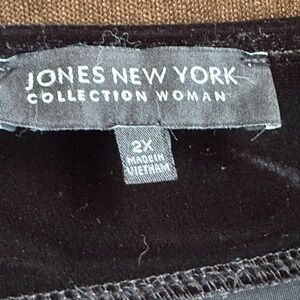 JONES NEW YORK
COLLECTION WOMAN
2X
MADE IN
VIETNAM